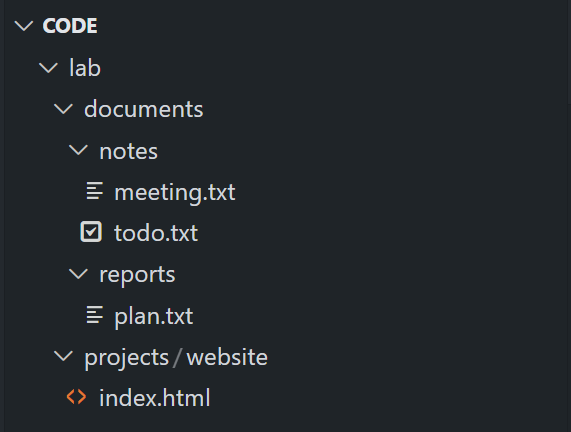 CODE
lab
documents
notes
meeting.txt
todo.txt
reports
plan.txt
projects/website
index.html